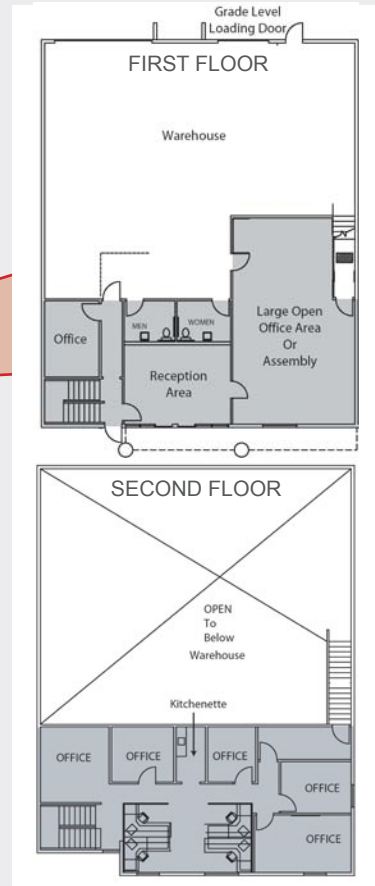 Grade Level
Loading Door
FIRST FLOOR
Warehouse
Office
MEN
WOMEN
Large Open
Office Area
Or
Assembly
Reception
Area
SECOND FLOOR
OPEN
To
Below
Warehouse
Kitchenette
OFFICE
OFFICE
OFFICE
OFFICE
OFFICE